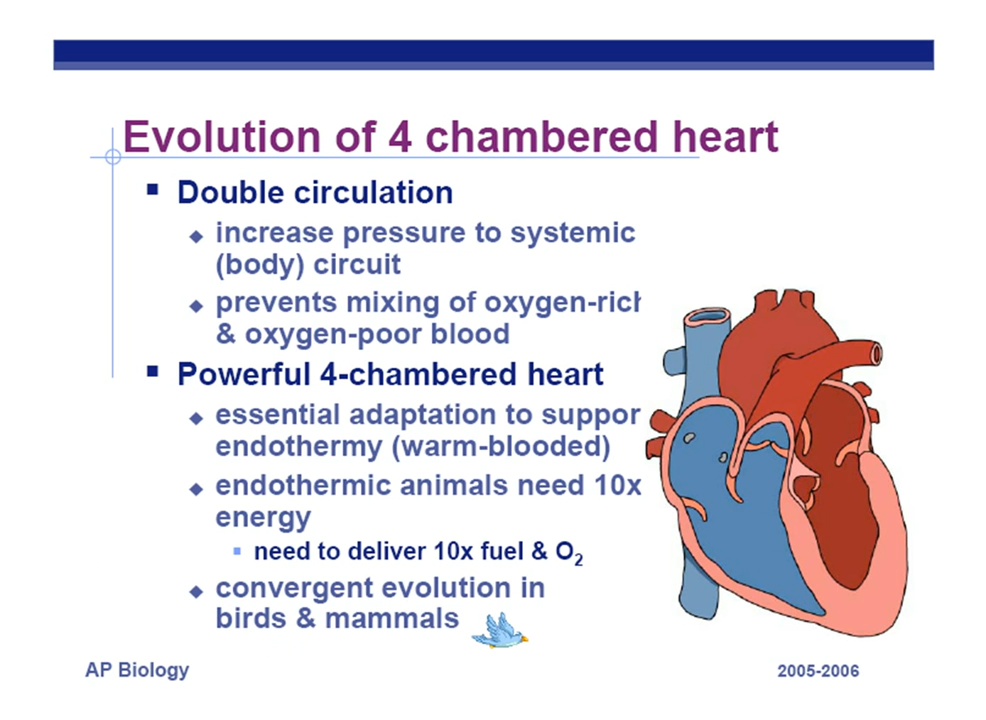 Evolution of 4 chambered heart
Double circulation
increase pressure to systemic
(body) circuit
prevents mixing of oxygen-rich
& oxygen-poor blood
Powerful 4-chambered heart
essential adaptation to suppor
endothermy (warm-blooded)
endothermic animals need 10x
energy
need to deliver 10x fuel & O2
convergent evolution in
birds & mammals
AP Biology
2005-2006